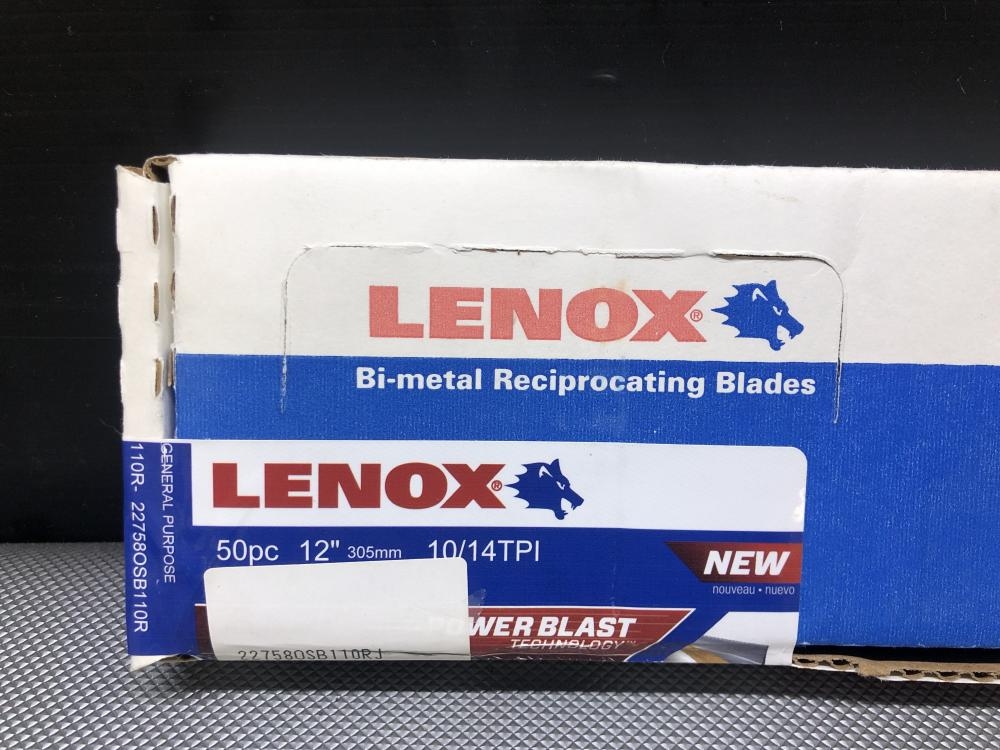 LENOX®
Bi-metal Reciprocating Blades
LENOX®
50pc 12" 305mm 10/14TPI
NEW
nouveau • nuevo
POWER BLAST
TECHNOLOGY™
22758OSB110RJ
GENERAL PURPOSE
110R- 22758OSB110R